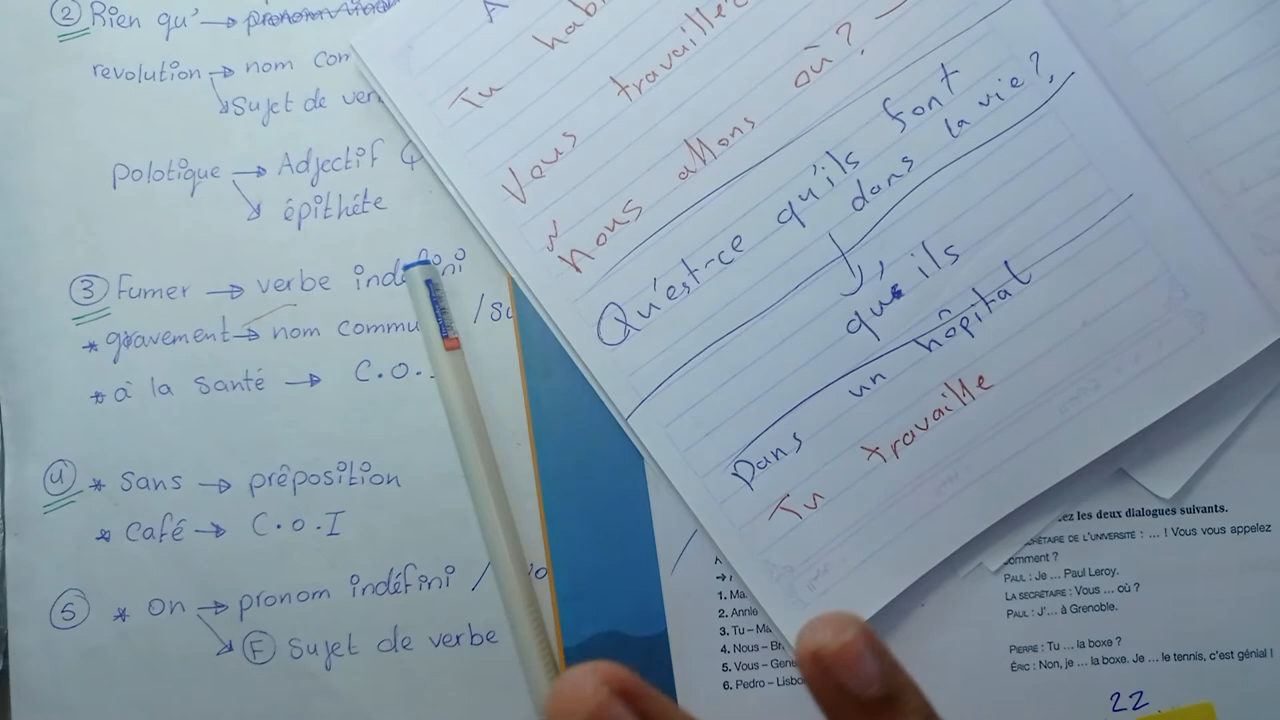 ② Rien qu' →
revolution → nom com
↳ Sujet de ver
Polotique → Adjectif
↘ épithéte
③ Fumer → verbe indéfini
* gravement → nom commu
* à la santé → C.O.
④ * Sans → préposition
* Café → C.O.I
⑤ * On → pronom indéfini /
↘ Ⓕ Sujet de verbe
Tu hab
Vous travaille
Nous allons où ?
Qu'est-ce qu'ils font
dans la vie ?
qu'ils
Dans un hôpital
Tu travaille
ez les deux dialogues suivants.
CRÉTAIRE DE L'UNIVERSITÉ : ... ! Vous vous appelez
comment ?
PAUL : Je ... Paul Leroy.
LA SECRÉTAIRE : Vous ... où ?
PAUL : J'... à Grenoble.
PIERRE : Tu ... la boxe ?
ÉRIC : Non, je ... la boxe. Je ... le tennis, c'est génial !
1. Ma
2. Annie
3. Tu – Ma
4. Nous – Br
5. Vous – Gene
6. Pedro – Lisbo
22